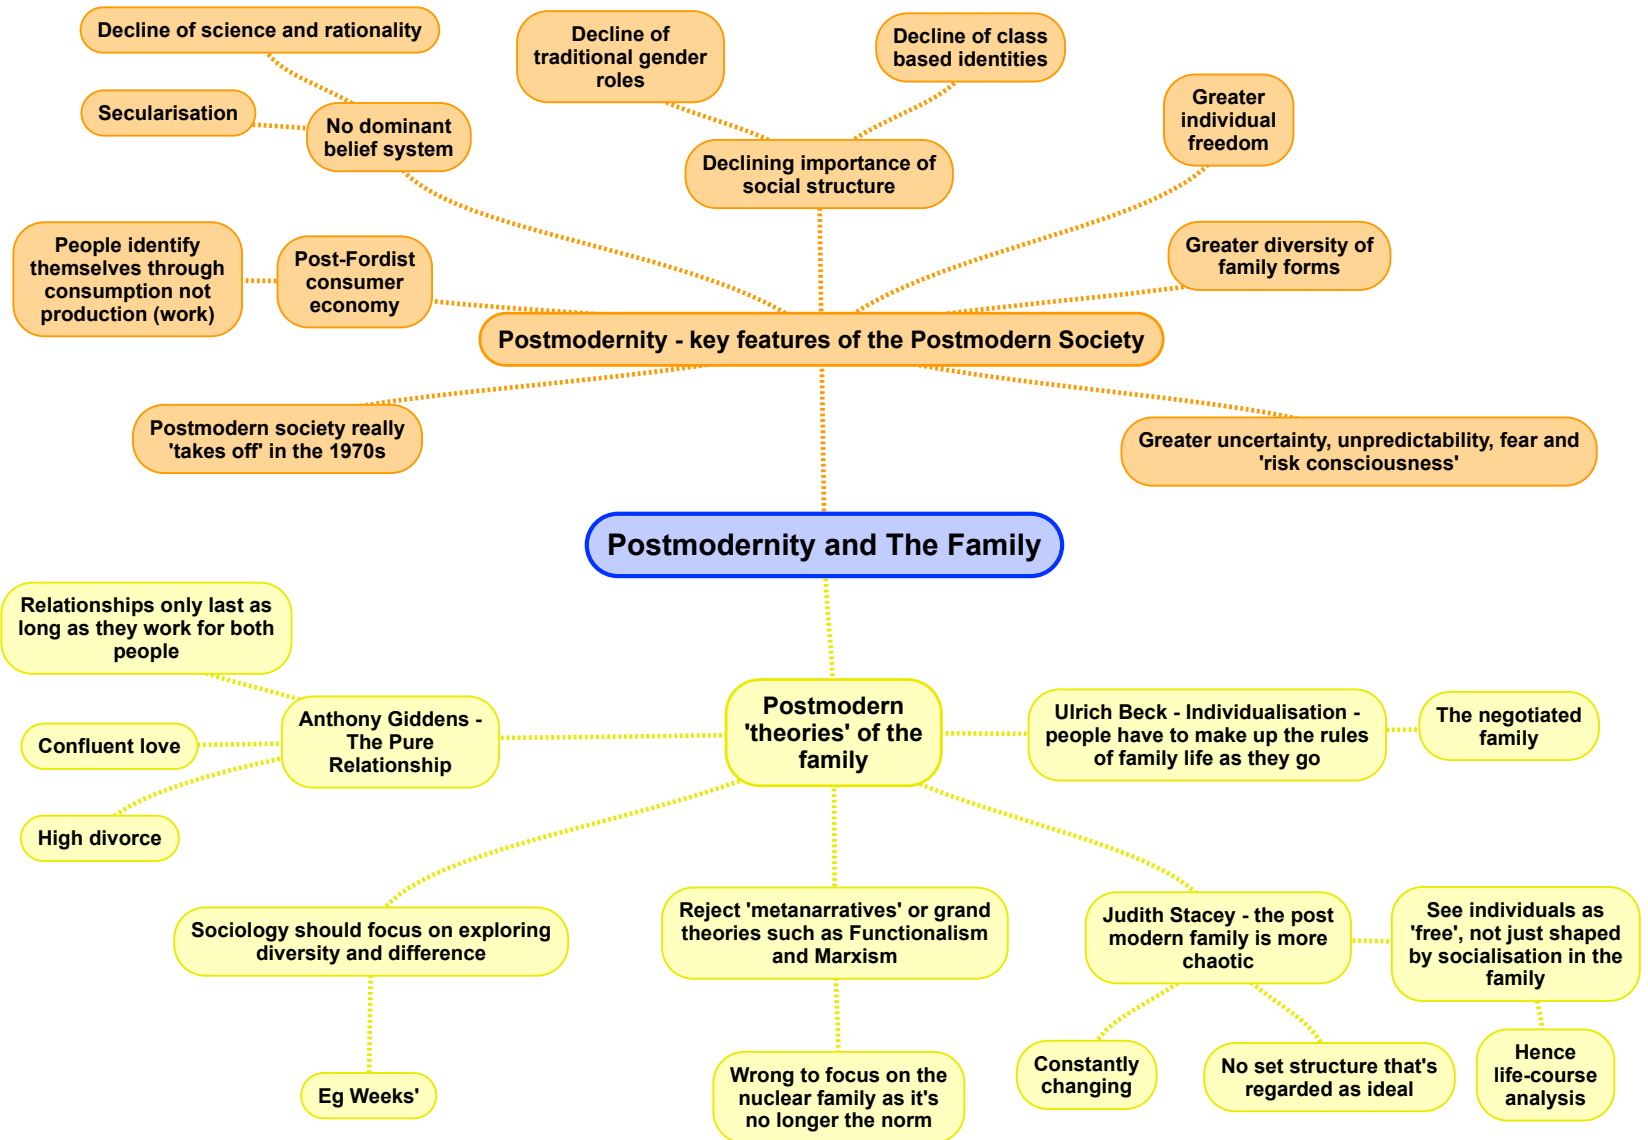 Decline of science and rationality
Decline of
traditional gender
roles
Decline of class
based identities
Secularisation
No dominant
belief system
Greater
individual
freedom
Declining importance of
social structure
People identify
themselves through
consumption not
production (work)
Post-Fordist
consumer
economy
Greater diversity of
family forms
Postmodernity - key features of the Postmodern Society
Postmodern society really
'takes off' in the 1970s
Greater uncertainty, unpredictability, fear and
'risk consciousness'
Postmodernity and The Family
Relationships only last as
long as they work for both
people
Anthony Giddens -
The Pure
Relationship
Confluent love
High divorce
Postmodern
'theories' of the
family
Ulrich Beck - Individualisation -
people have to make up the rules
of family life as they go
The negotiated
family
Sociology should focus on exploring
diversity and difference
Reject 'metanarratives' or grand
theories such as Functionalism
and Marxism
Judith Stacey - the post
modern family is more
chaotic
See individuals as
'free', not just shaped
by socialisation in the
family
Eg Weeks'
Wrong to focus on the
nuclear family as it's
no longer the norm
Constantly
changing
No set structure that's
regarded as ideal
Hence
life-course
analysis